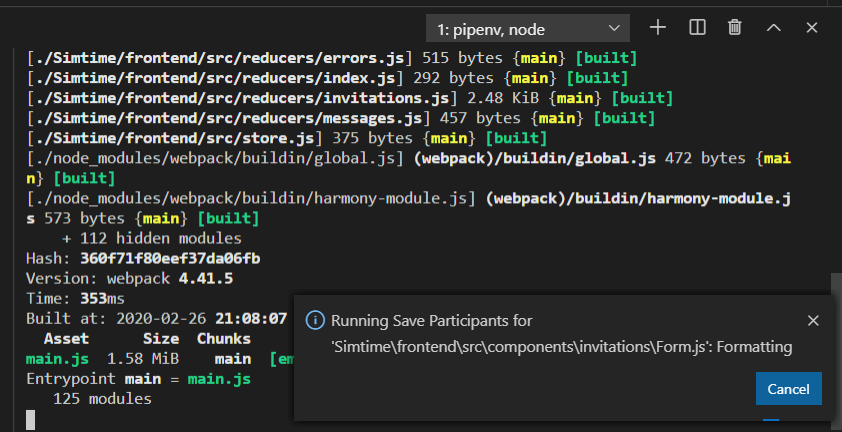 1: pipenv, node
[./Simtime/frontend/src/reducers/errors.js] 515 bytes {main} [built]
[./Simtime/frontend/src/reducers/index.js] 292 bytes {main} [built]
[./Simtime/frontend/src/reducers/invitations.js] 2.48 KiB {main} [built]
[./Simtime/frontend/src/reducers/messages.js] 457 bytes {main} [built]
[./Simtime/frontend/src/store.js] 375 bytes {main} [built]
[./node_modules/webpack/buildin/global.js] (webpack)/buildin/global.js 472 bytes {mai
n} [built]
[./node_modules/webpack/buildin/harmony-module.js] (webpack)/buildin/harmony-module.j
s 573 bytes {main} [built]
    + 112 hidden modules
Hash: 360f71f80eef37da06fb
Version: webpack 4.41.5
Time: 353ms
Built at: 2020-02-26 21:08:07
  Asset      Size  Chunks
main.js  1.58 MiB    main  [em
Entrypoint main = main.js
   125 modules
Running Save Participants for
'Simtime\frontend\src\components\invitations\Form.js': Formatting
Cancel